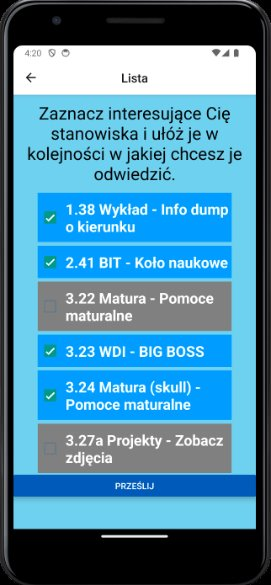 4:20
Lista
Zaznacz interesujące Cię
stanowiska i ułóż je w
kolejności w jakiej chcesz je
odwiedzić.
1.38 Wykład - Info dump
o kierunku
2.41 BIT - Koło naukowe
3.22 Matura - Pomoce
maturalne
3.23 WDI - BIG BOSS
3.24 Matura (skull) -
Pomoce maturalne
3.27a Projekty - Zobacz
zdjęcia
PRZEŚLIJ